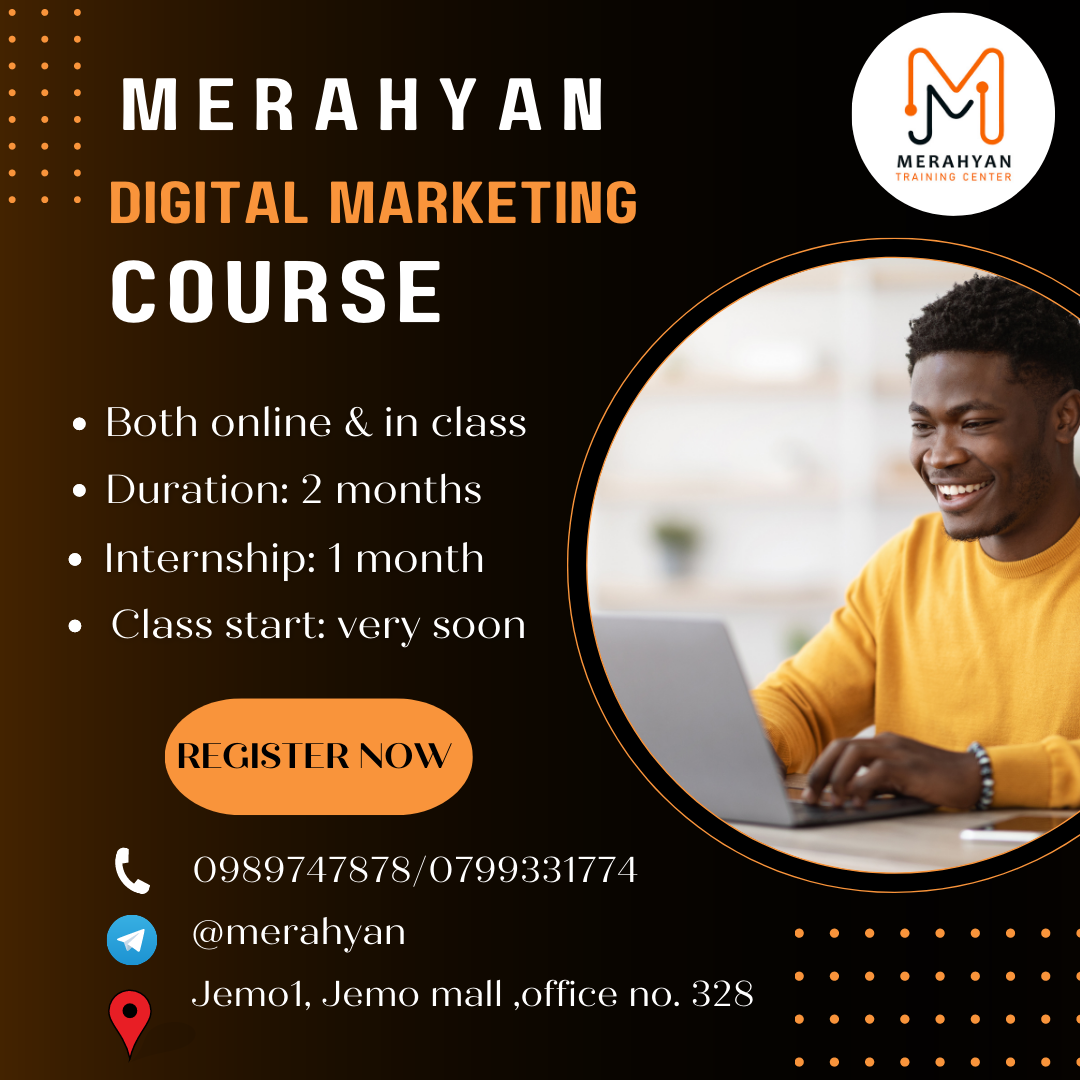 MERAHYAN
DIGITAL MARKETING
COURSE
MERAHYAN
TRAINING CENTER
• Both online & in class
• Duration: 2 months
• Internship: 1 month
• Class start: very soon
REGISTER NOW
0989747878/0799331774
@merahyan
Jemo1, Jemo mall ,office no. 328